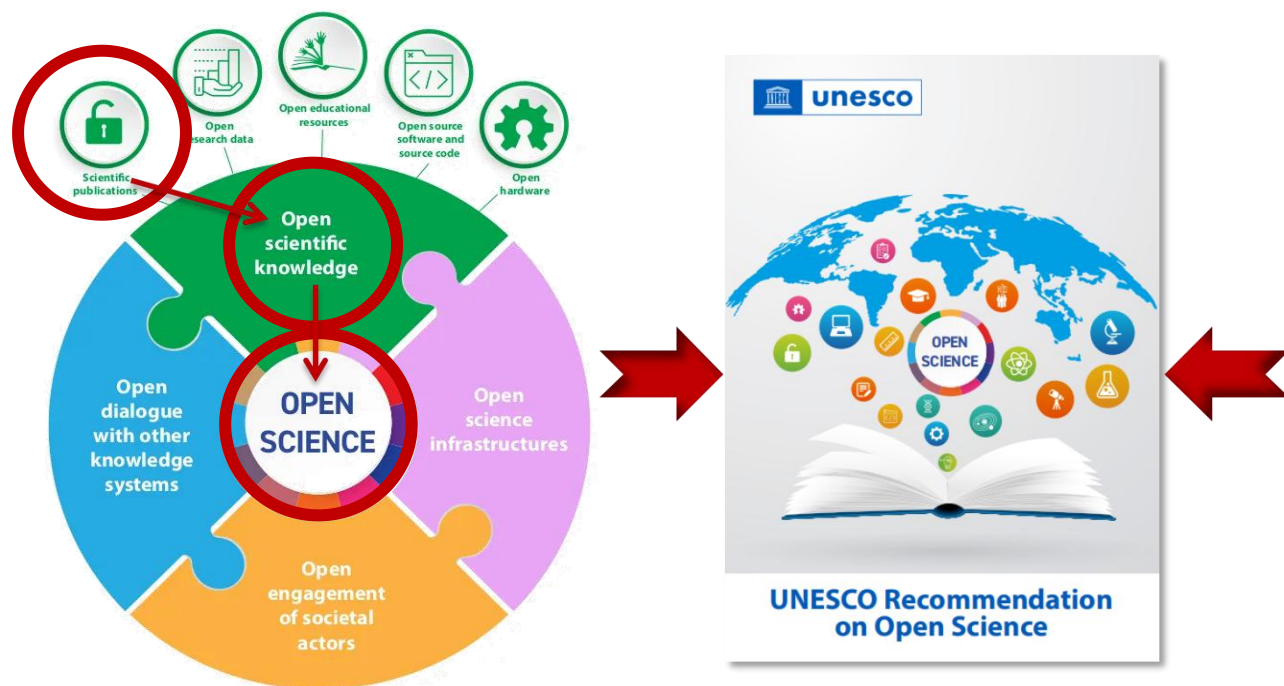 Scientific
publications
Open
research data
Open educational
resources
Open source
software and
source code
Open
hardware
Open
scientific
knowledge
Open
dialogue
with other
knowledge
systems
OPEN
SCIENCE
Open
science
infrastructures
Open
engagement
of societal
actors
unesco
OPEN
SCIENCE
UNESCO Recommendation
on Open Science